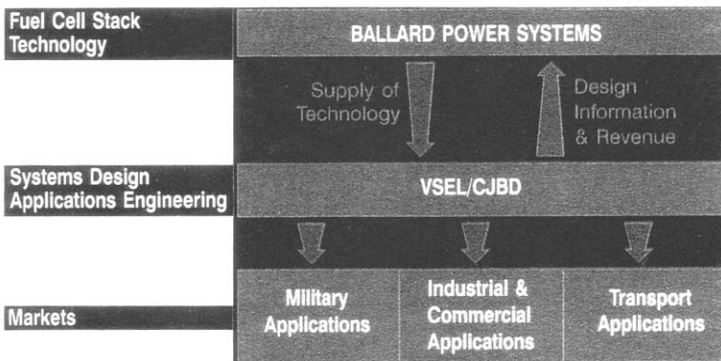 Fuel Cell Stack
Technology
BALLARD POWER SYSTEMS
Supply of
Technology
Design
Information
& Revenue
Systems Design
Applications Engineering
VSEL/CJBD
Markets
Military
Applications
Industrial &
Commercial
Applications
Transport
Applications